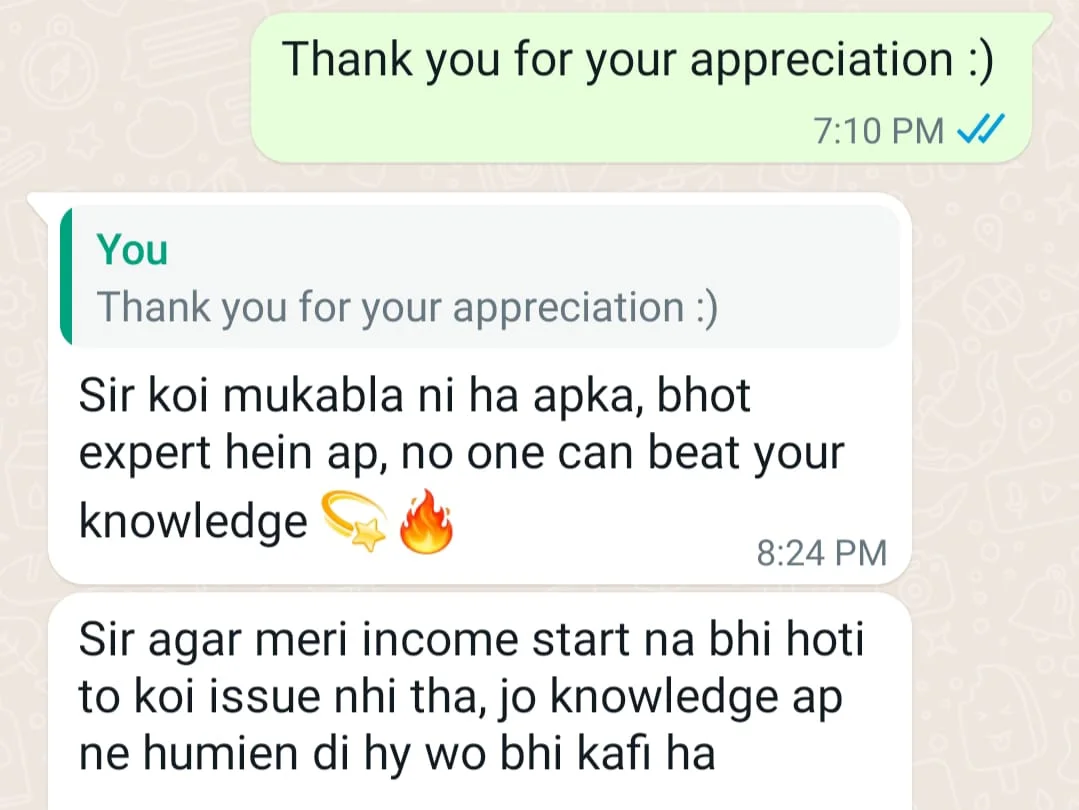 Thank you for your appreciation :)
7:10 PM
You
Thank you for your appreciation :)
Sir koi mukabla ni ha apka, bhot
expert hein ap, no one can beat your
knowledge 💫🔥
8:24 PM
Sir agar meri income start na bhi hoti
to koi issue nhi tha, jo knowledge ap
ne humien di hy wo bhi kafi ha